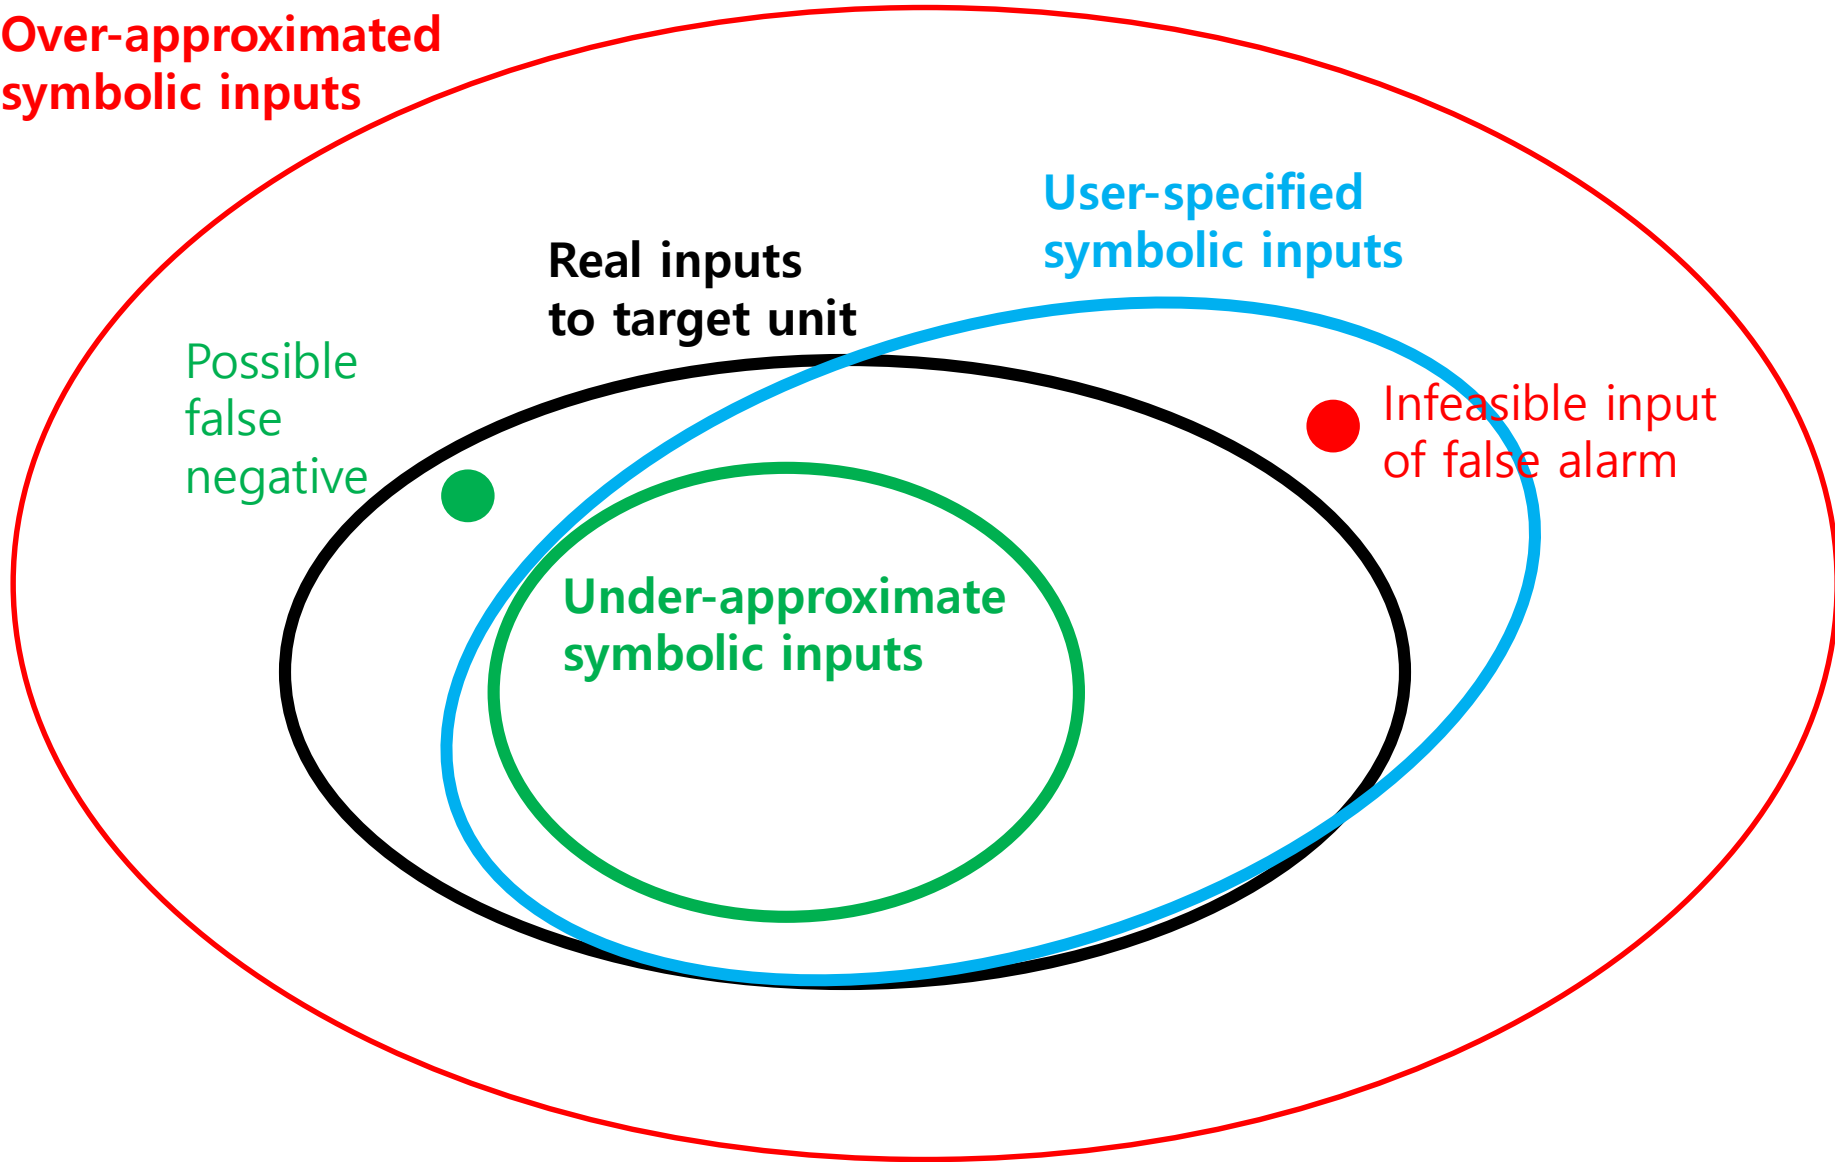 Over-approximated
symbolic inputs
User-specified
symbolic inputs
Real inputs
to target unit
Possible
false
negative
Infeasible input
of false alarm
Under-approximate
symbolic inputs